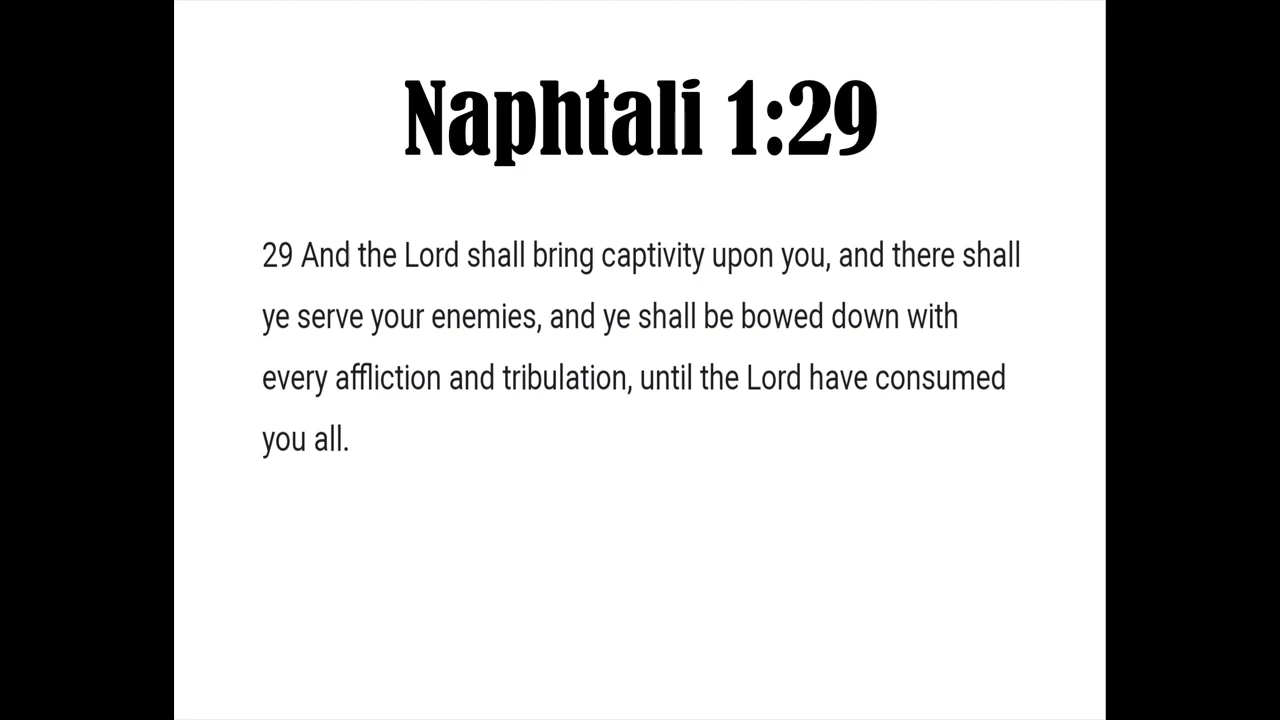 Naphtali 1:29
29 And the Lord shall bring captivity upon you, and there shall
ye serve your enemies, and ye shall be bowed down with
every affliction and tribulation, until the Lord have consumed
you all.